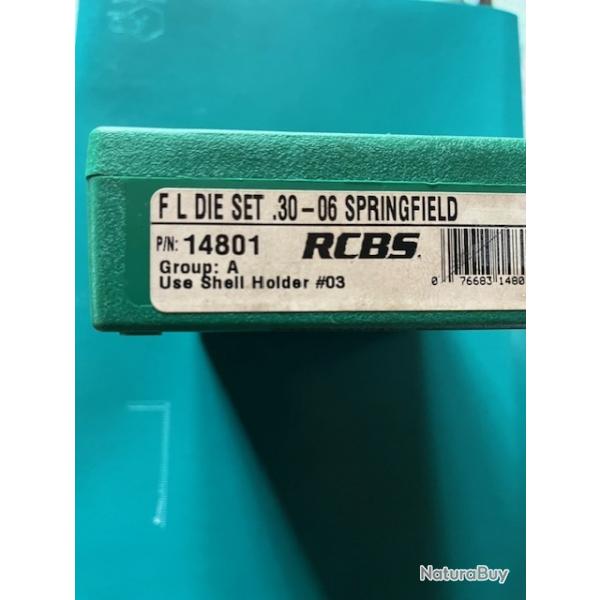 F L DIE SET .30-06 SPRINGFIELD
P/N: 14801 RCBS.
Group: A
Use Shell Holder #03
0 76683 1480
NaturaBuy